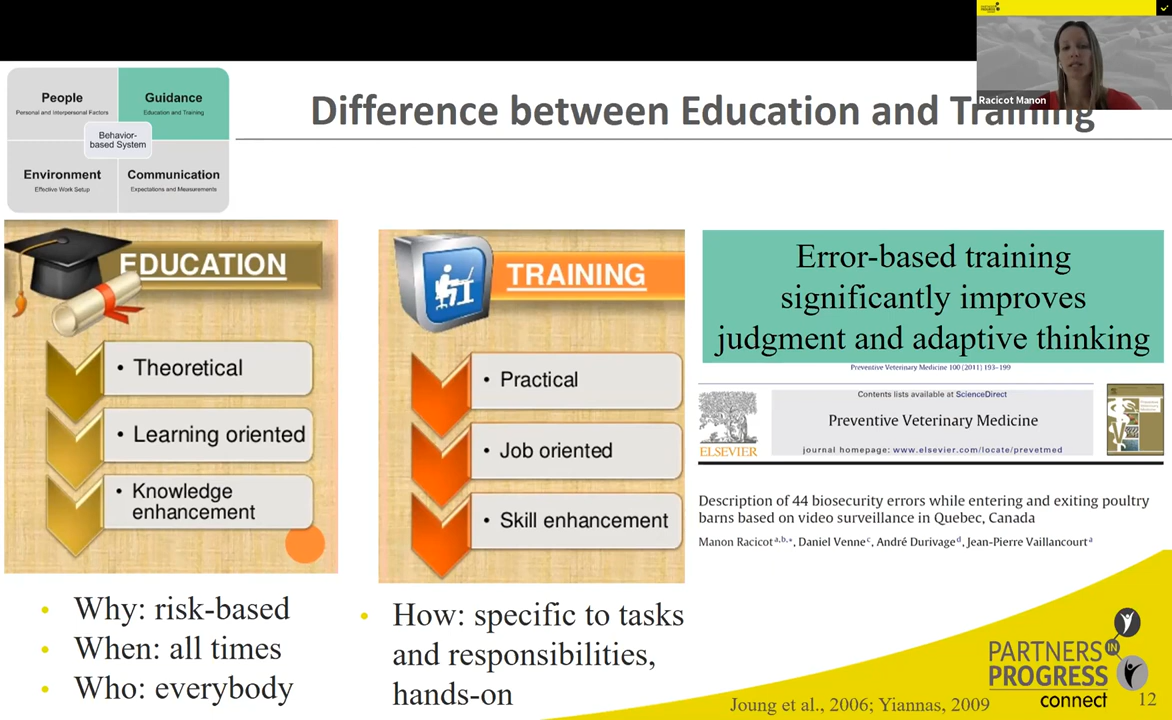 PARTNERS IN
PROGRESS
Racicot Manon
People
Personal and Interpersonal Factors
Guidance
Education and Training
Behavior-
based System
Environment
Effective Work Setup
Communication
Expectations and Measurements
Difference between Education and Training
EDUCATION
• Theoretical
• Learning oriented
• Knowledge
enhancement
• Why: risk-based
• When: all times
• Who: everybody
TRAINING
• Practical
• Job oriented
• Skill enhancement
• How: specific to tasks
and responsibilities,
hands-on
Error-based training
significantly improves
judgment and adaptive thinking
Preventive Veterinary Medicine 100 (2011) 193–199
Contents lists available at ScienceDirect
Preventive Veterinary Medicine
journal homepage: www.elsevier.com/locate/prevetmed
ELSEVIER
Description of 44 biosecurity errors while entering and exiting poultry
barns based on video surveillance in Quebec, Canada
Manon Racicot a,b,*, Daniel Venne c, André Durivage d, Jean-Pierre Vaillancourt a
Joung et al., 2006; Yiannas, 2009
PARTNERS IN
PROGRESS
connect
12